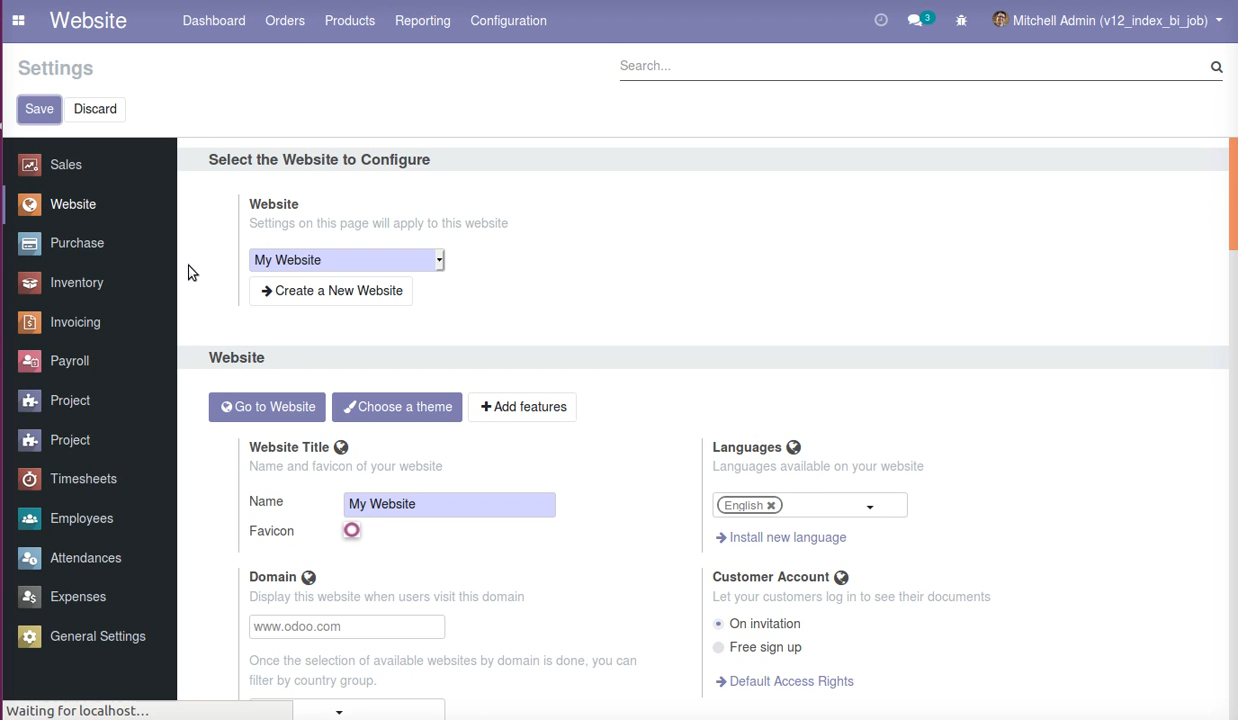 Website
Dashboard Orders Products Reporting Configuration
3
Mitchell Admin (v12_index_bi_job)
Settings
Search...
Save Discard
Sales
Website
Purchase
Inventory
Invoicing
Payroll
Project
Project
Timesheets
Employees
Attendances
Expenses
General Settings
Select the Website to Configure
Website
Settings on this page will apply to this website
My Website
Create a New Website
Website
Go to Website Choose a theme Add features
Website Title
Name and favicon of your website
Name My Website
Favicon
Languages
Languages available on your website
English
Install new language
Domain
Display this website when users visit this domain
www.odoo.com
Once the selection of available websites by domain is done, you can
filter by country group.
Customer Account
Let your customers log in to see their documents
On invitation
Free sign up
Default Access Rights
Waiting for localhost...